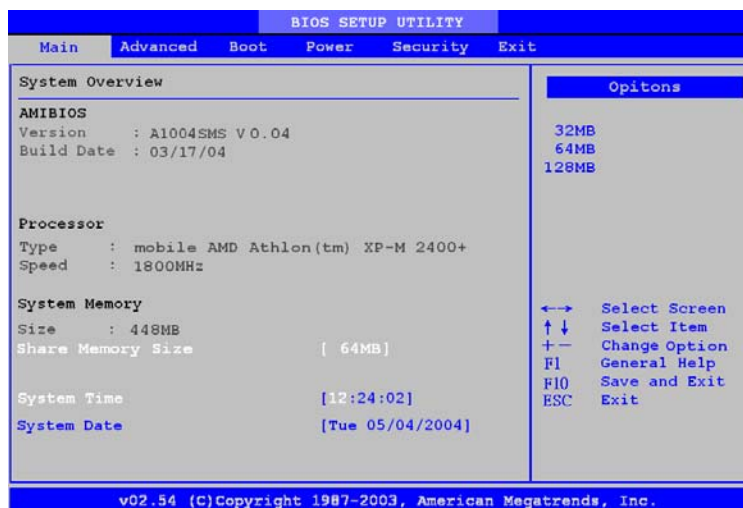 BIOS SETUP UTILITY
Main Advanced Boot Power Security Exit
System Overview
AMIBIOS
Version : A1004SMS V0.04
Build Date : 03/17/04
Processor
Type : mobile AMD Athlon(tm) XP-M 2400+
Speed : 1800MHz
System Memory
Size : 448MB
Share Memory Size [ 64MB]
System Time [12:24:02]
System Date [Tue 05/04/2004]
Opitons
32MB
64MB
128MB
←→ Select Screen
↑↓ Select Item
+− Change Option
F1 General Help
F10 Save and Exit
ESC Exit
v02.54 (C)Copyright 1987-2003, American Megatrends, Inc.